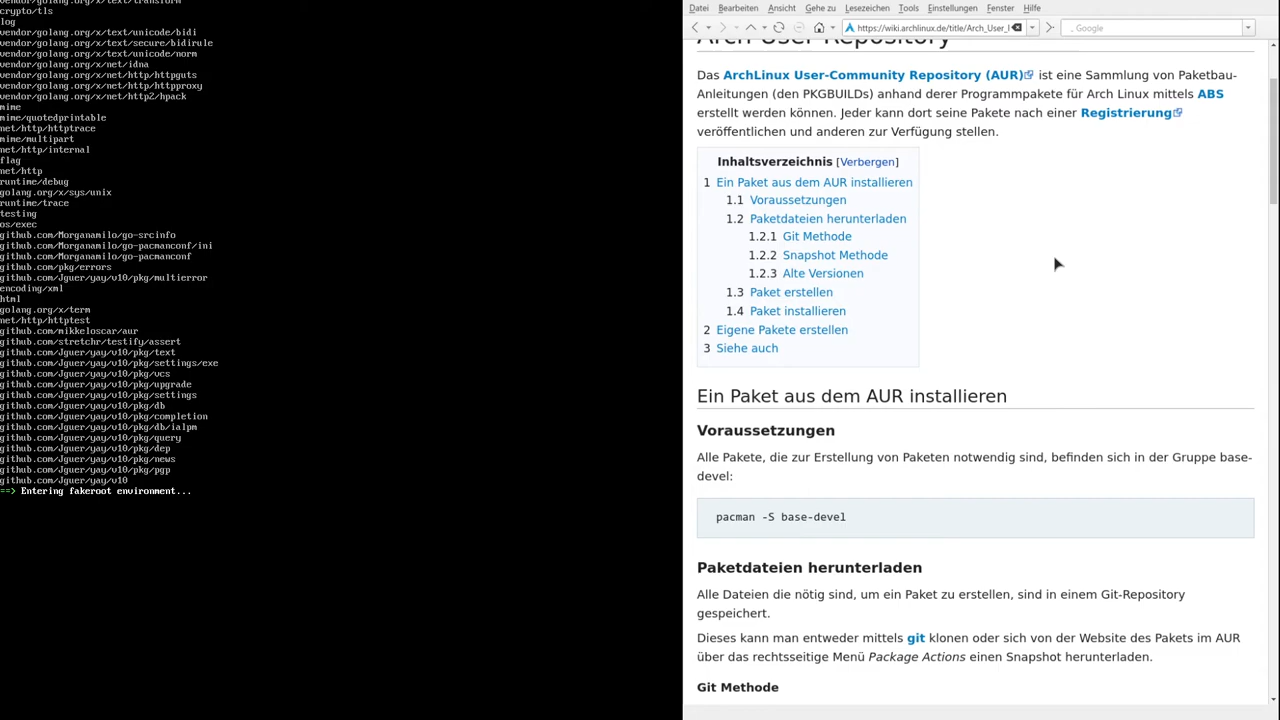 vendor/golang.org/x/text/transform
crypto/tls
log
vendor/golang.org/x/text/unicode/bidi
vendor/golang.org/x/text/secure/bidirule
vendor/golang.org/x/text/unicode/norm
vendor/golang.org/x/net/idna
vendor/golang.org/x/net/http/httpguts
vendor/golang.org/x/net/http/httpproxy
vendor/golang.org/x/net/http2/hpack
mime
mime/quotedprintable
net/http/httptrace
mime/multipart
net/http/internal
flag
net/http
runtime/debug
golang.org/x/sys/unix
runtime/trace
testing
os/exec
github.com/Morganamilo/go-srcinfo
github.com/Morganamilo/go-pacmanconf/ini
github.com/Morganamilo/go-pacmanconf
github.com/pkg/errors
github.com/Jguer/yay/v10/pkg/multierror
encoding/xml
html
golang.org/x/term
net/http/httptest
github.com/mikkeloscar/aur
github.com/stretchr/testify/assert
github.com/Jguer/yay/v10/pkg/text
github.com/Jguer/yay/v10/pkg/settings/exe
github.com/Jguer/yay/v10/pkg/vcs
github.com/Jguer/yay/v10/pkg/upgrade
github.com/Jguer/yay/v10/pkg/settings
github.com/Jguer/yay/v10/pkg/db
github.com/Jguer/yay/v10/pkg/completion
github.com/Jguer/yay/v10/pkg/db/ialpm
github.com/Jguer/yay/v10/pkg/query
github.com/Jguer/yay/v10/pkg/dep
github.com/Jguer/yay/v10/pkg/news
github.com/Jguer/yay/v10/pkg/pgp
github.com/Jguer/yay/v10
==> Entering fakeroot environment...
Datei Bearbeiten Ansicht Gehe zu Lesezeichen Tools Einstellungen Fenster Hilfe
https://wiki.archlinux.de/title/Arch_User_ Google
Arch User Repository
Das ArchLinux User-Community Repository (AUR) ist eine Sammlung von Paketbau-
Anleitungen (den PKGBUILDs) anhand derer Programmpakete für Arch Linux mittels ABS
erstellt werden können. Jeder kann dort seine Pakete nach einer Registrierung
veröffentlichen und anderen zur Verfügung stellen.
Inhaltsverzeichnis [Verbergen]
1 Ein Paket aus dem AUR installieren
1.1 Voraussetzungen
1.2 Paketdateien herunterladen
1.2.1 Git Methode
1.2.2 Snapshot Methode
1.2.3 Alte Versionen
1.3 Paket erstellen
1.4 Paket installieren
2 Eigene Pakete erstellen
3 Siehe auch
Ein Paket aus dem AUR installieren
Voraussetzungen
Alle Pakete, die zur Erstellung von Paketen notwendig sind, befinden sich in der Gruppe base-
devel:
pacman -S base-devel
Paketdateien herunterladen
Alle Dateien die nötig sind, um ein Paket zu erstellen, sind in einem Git-Repository
gespeichert.
Dieses kann man entweder mittels git klonen oder sich von der Website des Pakets im AUR
über das rechtsseitige Menü Package Actions einen Snapshot herunterladen.
Git Methode